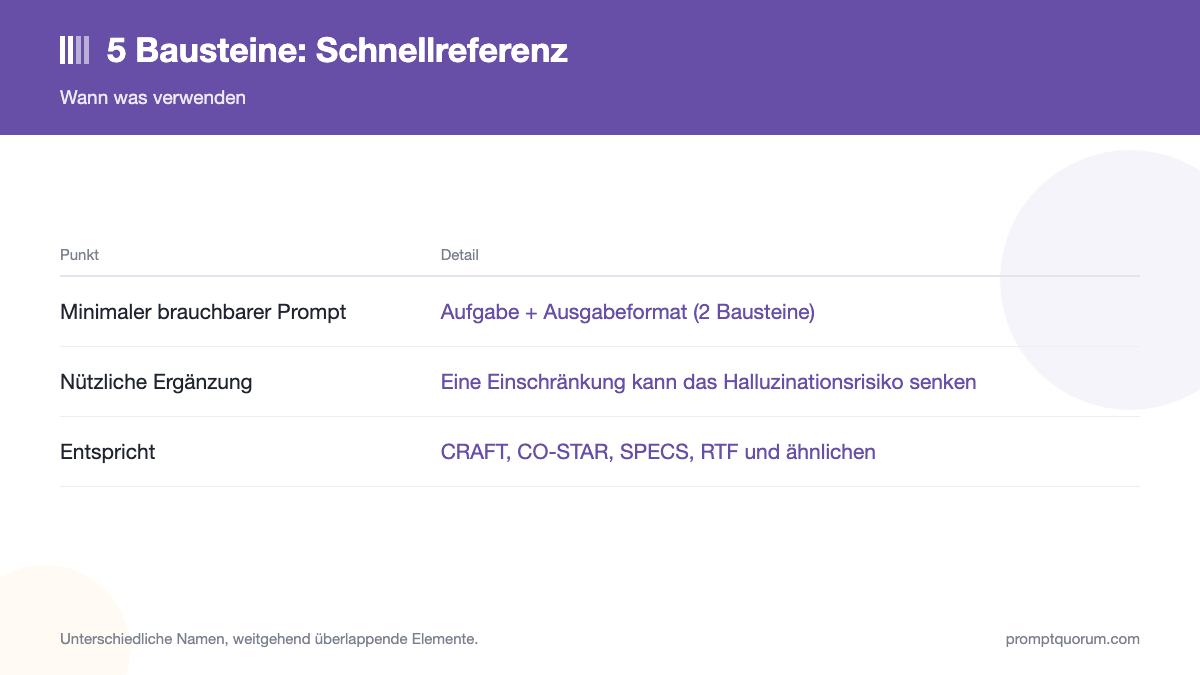 5 Bausteine: Schnellreferenz
Wann was verwenden
Punkt Detail
Minimaler brauchbarer Prompt Aufgabe + Ausgabeformat (2 Bausteine)
Nützliche Ergänzung Eine Einschränkung kann das Halluzinationsrisiko senken
Entspricht CRAFT, CO-STAR, SPECS, RTF und ähnlichen
Unterschiedliche Namen, weitgehend überlappende Elemente. promptquorum.com